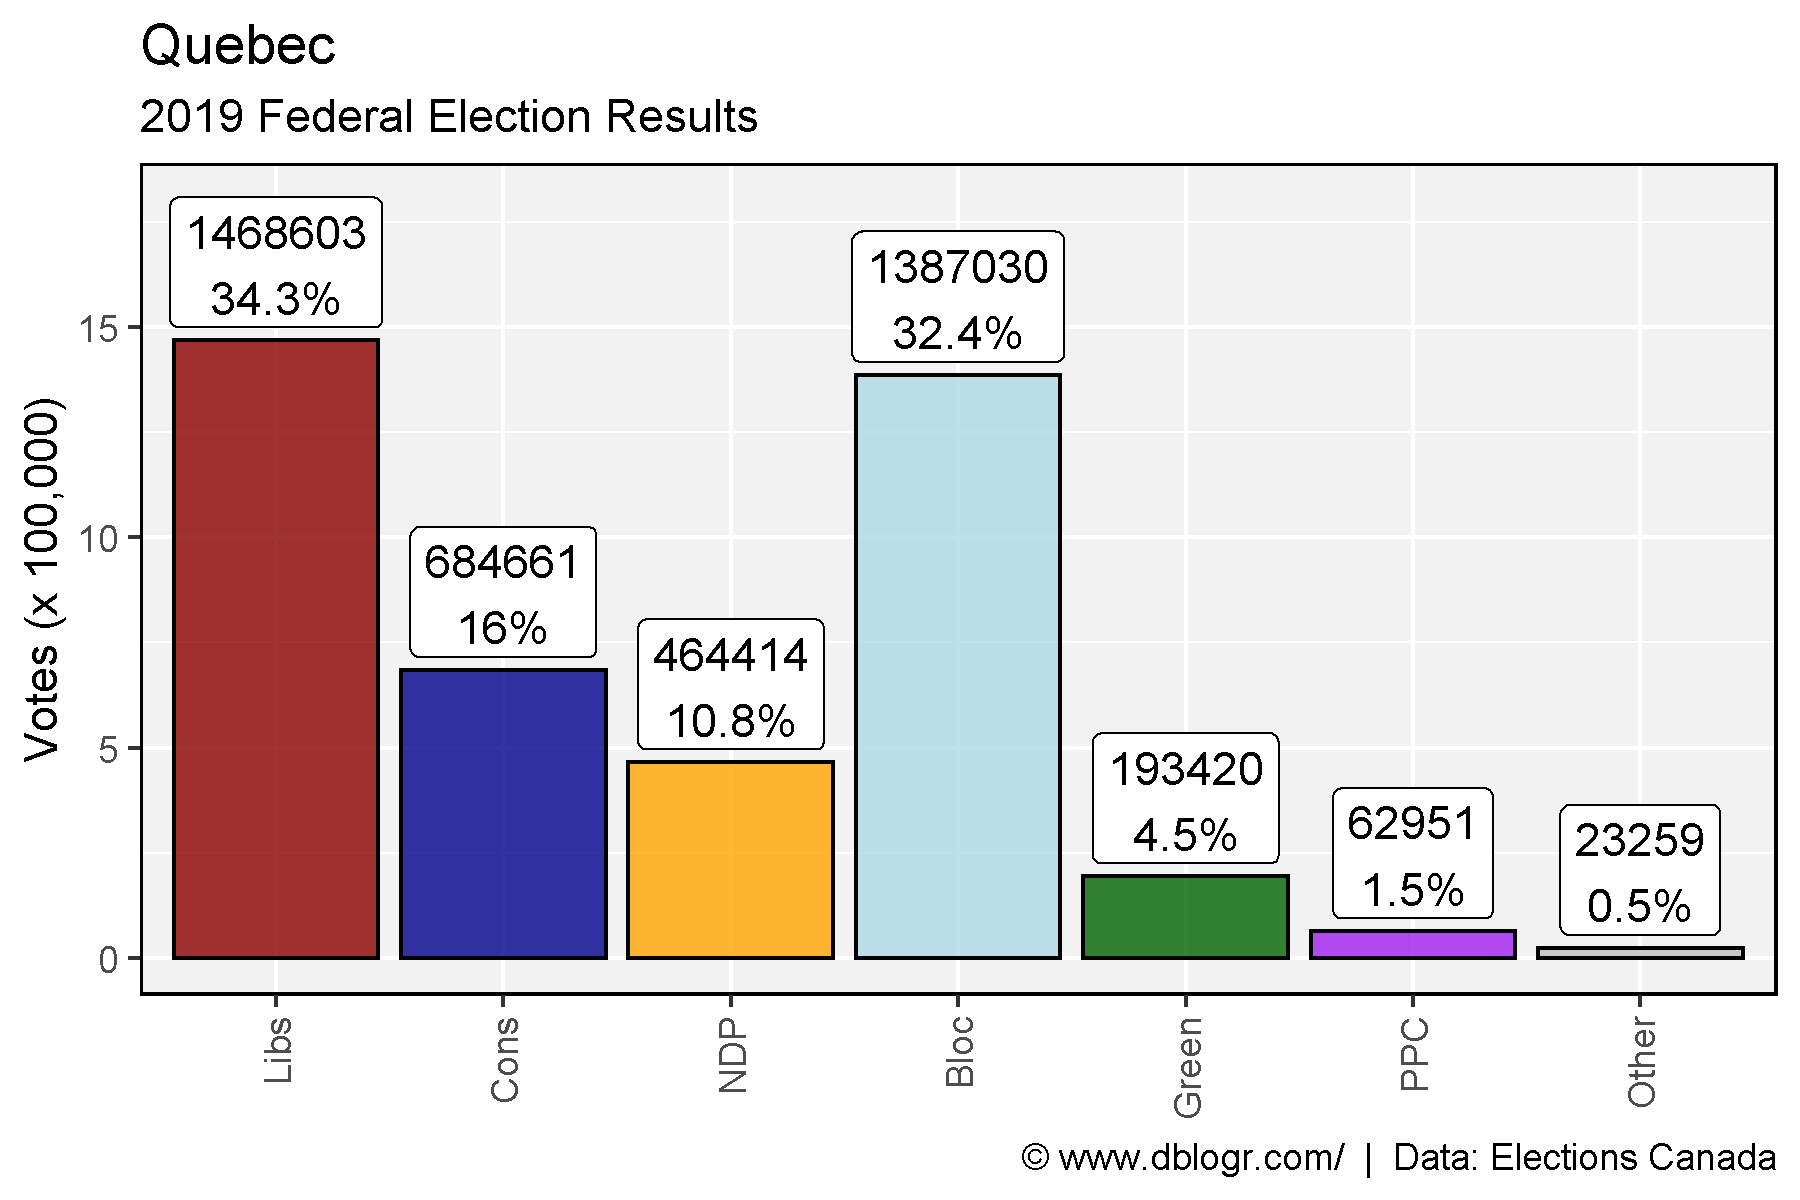 Quebec
2019 Federal Election Results
Votes (x 100,000)
15
10
5
0
1468603
34.3%
684661
16%
464414
10.8%
1387030
32.4%
193420
4.5%
62951
1.5%
23259
0.5%
Libs
Cons
NDP
Bloc
Green
PPC
Other
© www.dblogr.com/ | Data: Elections Canada